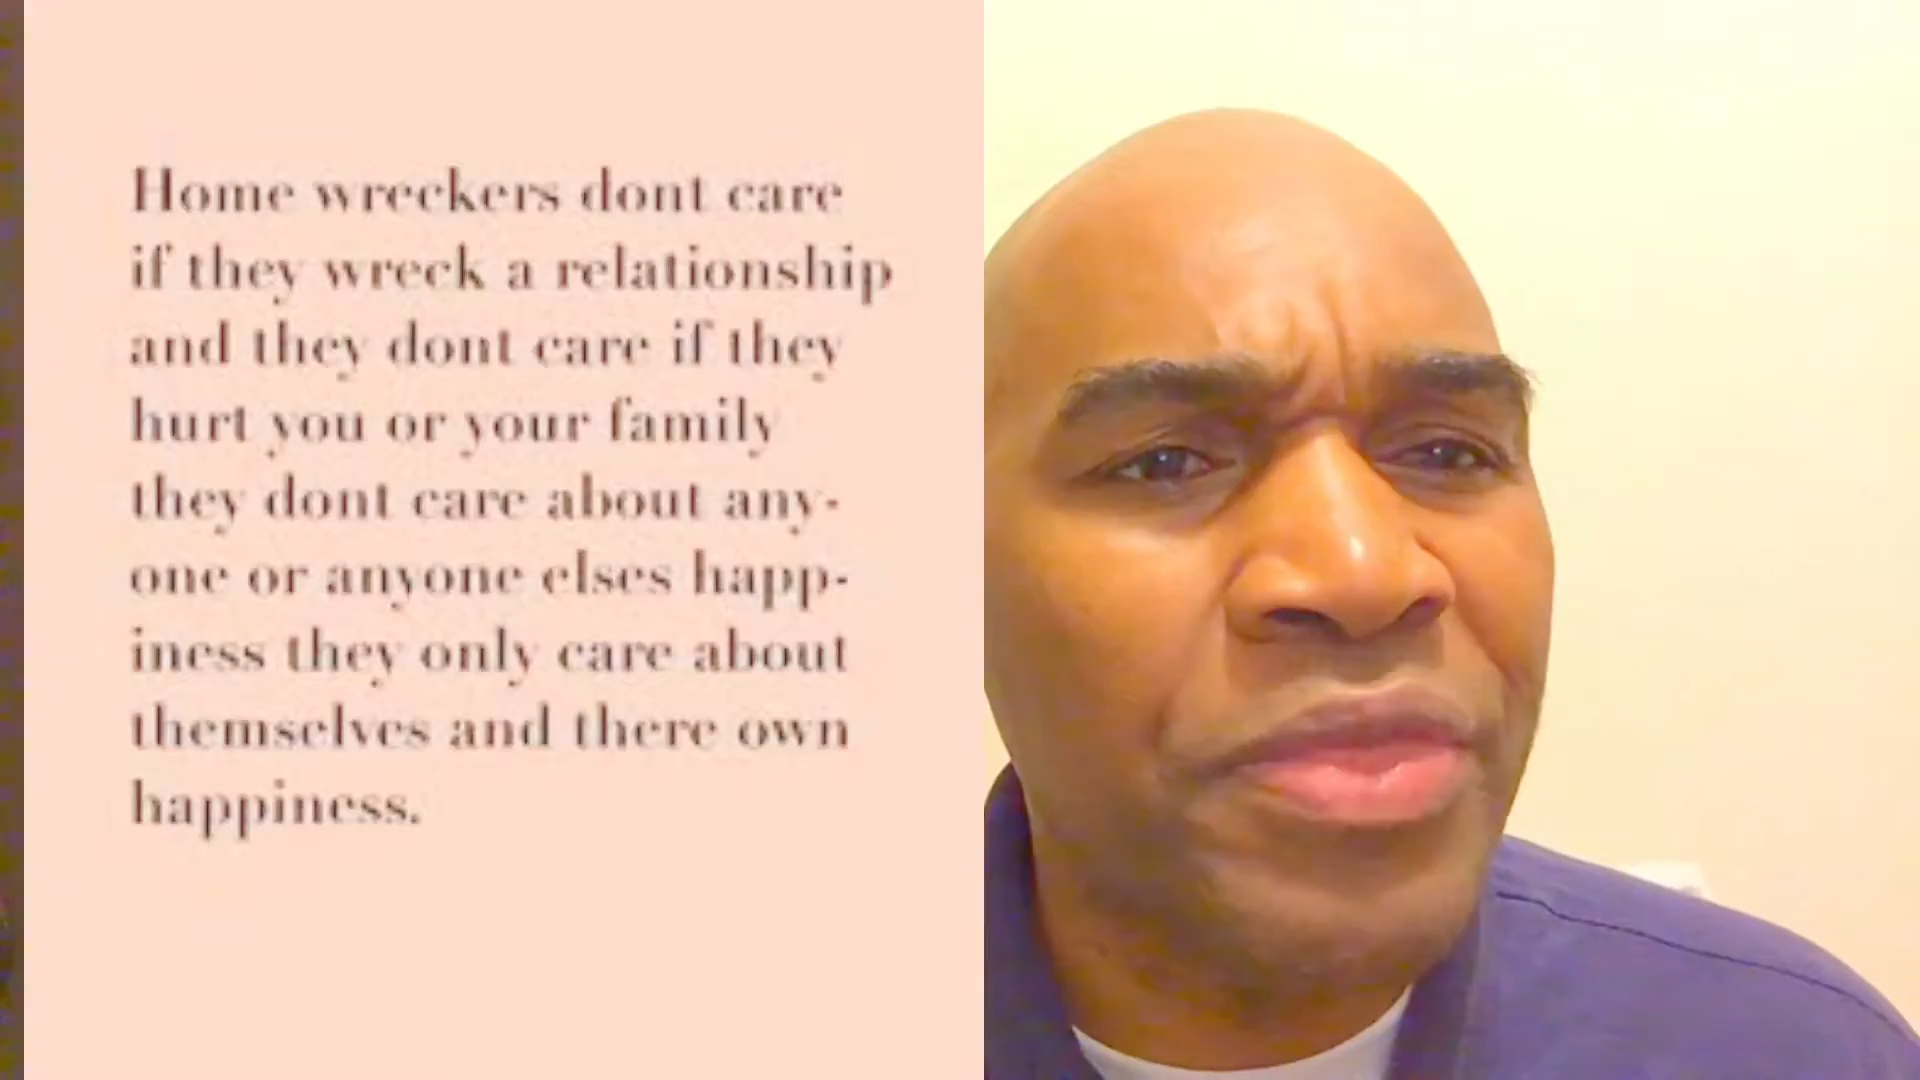 Home wreckers dont care
if they wreck a relationship
and they dont care if they
hurt you or your family
they dont care about any-
one or anyone elses happ-
iness they only care about
themselves and there own
happiness.